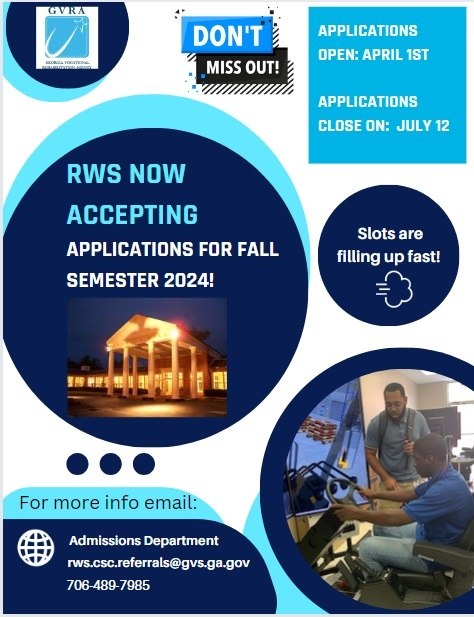 GVRA
GEORGIA VOCATIONAL
REHABILITATION AGENCY
DON'T
MISS OUT!
APPLICATIONS
OPEN: APRIL 1ST
APPLICATIONS
CLOSE ON: JULY 12
RWS NOW
ACCEPTING
APPLICATIONS FOR FALL
SEMESTER 2024!
Slots are
filling up fast!
For more info email:
Admissions Department
rws.csc.referrals@gvs.ga.gov
706-489-7985